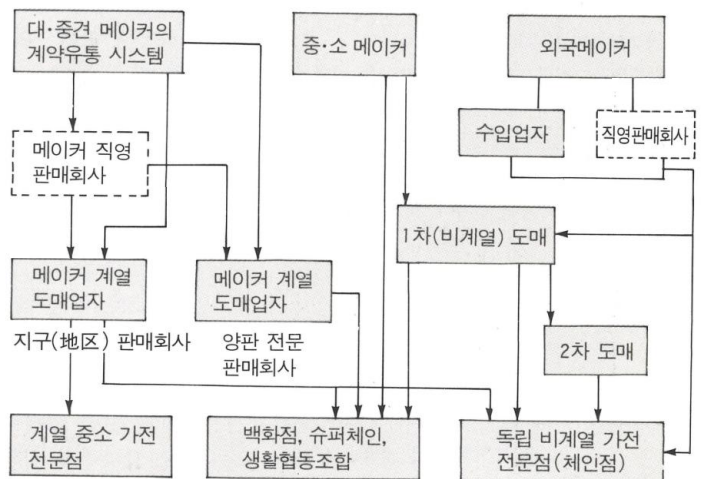 대·중견 메이커의
계약유통 시스템
중·소 메이커
외국메이커
수입업자
직영판매회사
메이커 직영
판매회사
1차(비계열) 도매
메이커 계열
도매업자
메이커 계열
도매업자
지구(地区) 판매회사
양판 전문
판매회사
2차 도매
계열 중소 가전
전문점
백화점, 슈퍼체인,
생활협동조합
독립 비계열 가전
전문점(체인점)